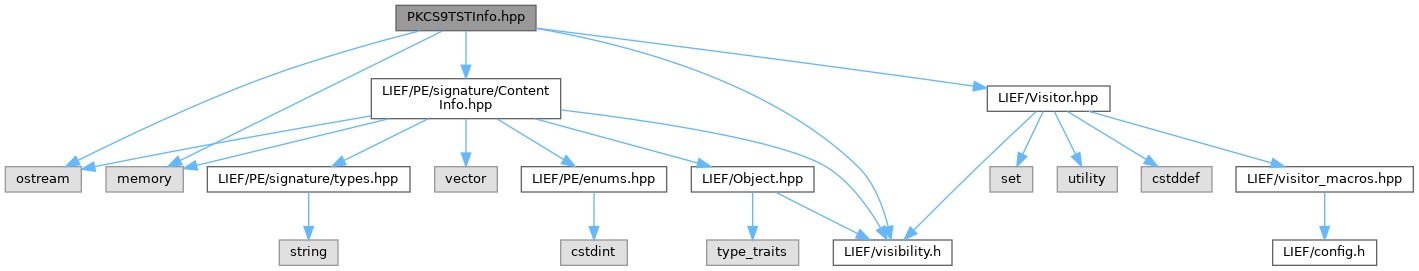 PKCS9TSTInfo.hpp
LIEF/PE/signature/Content
Info.hpp
LIEF/Visitor.hpp
ostream
memory
LIEF/PE/signature/types.hpp
vector
LIEF/PE/enums.hpp
LIEF/Object.hpp
set
utility
cstddef
LIEF/visitor_macros.hpp
string
cstdint
type_traits
LIEF/visibility.h
LIEF/config.h